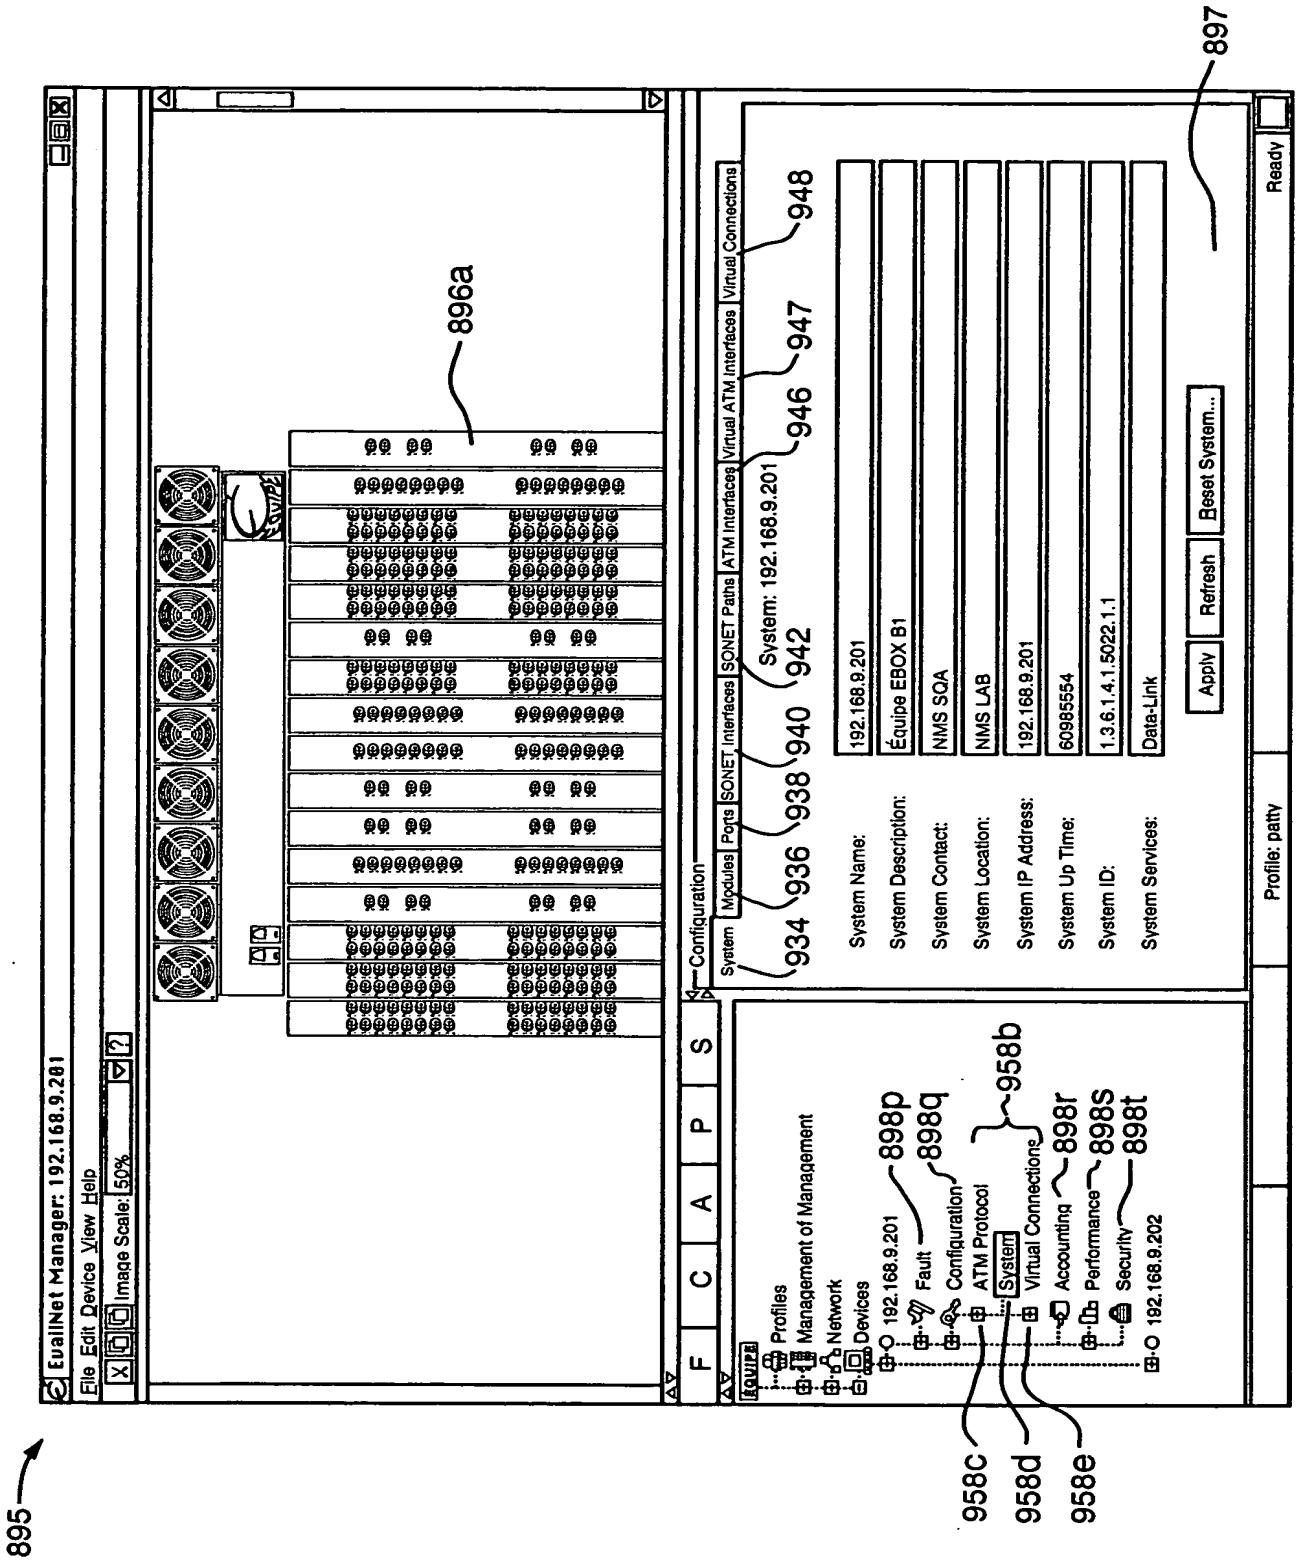 895
EvailNet Manager: 192.168.9.201
File Edit Device View Help
Image Scale: 50% ?
896a
F C A P S
EQUIPE
Profiles
Management of Management
Network
Devices
192.168.9.201
Fault
Configuration
ATM Protocol
System
Virtual Connections
Accounting
Performance
Security
192.168.9.202
898p
898q
958b
898r
898s
898t
958c
958d
958e
Configuration
System Modules Ports SONET Interfaces SONET Paths ATM Interfaces Virtual ATM Interfaces Virtual Connections
934 936 938 940 942 946 947 948
System: 192.168.9.201
System Name: 192.168.9.201
System Description: Équipe EBOX B1
System Contact: NMS SQA
System Location: NMS LAB
System IP Address: 192.168.9.201
System Up Time: 60985554
System ID: 1.3.6.1.4.1.5022.1.1
System Services: Data-Link
Apply Refresh Reset System...
897
Profile: patty Ready